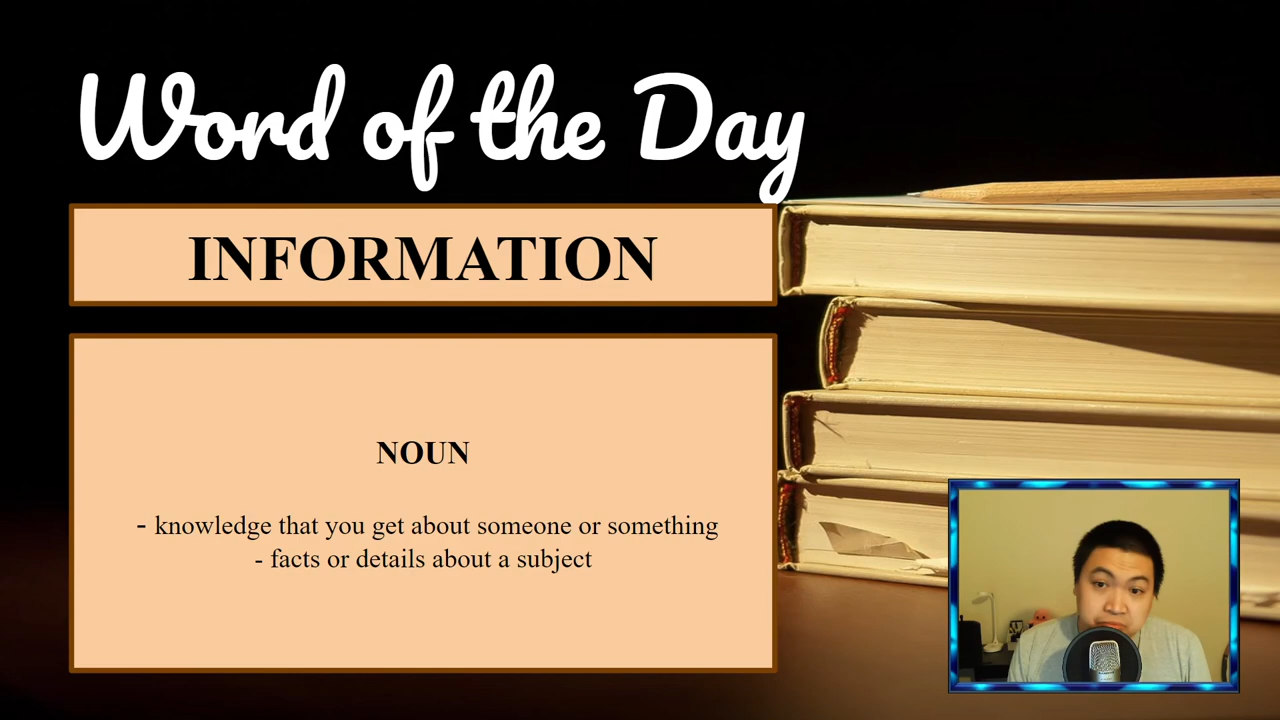 Word of the Day
INFORMATION
NOUN
- knowledge that you get about someone or something
- facts or details about a subject